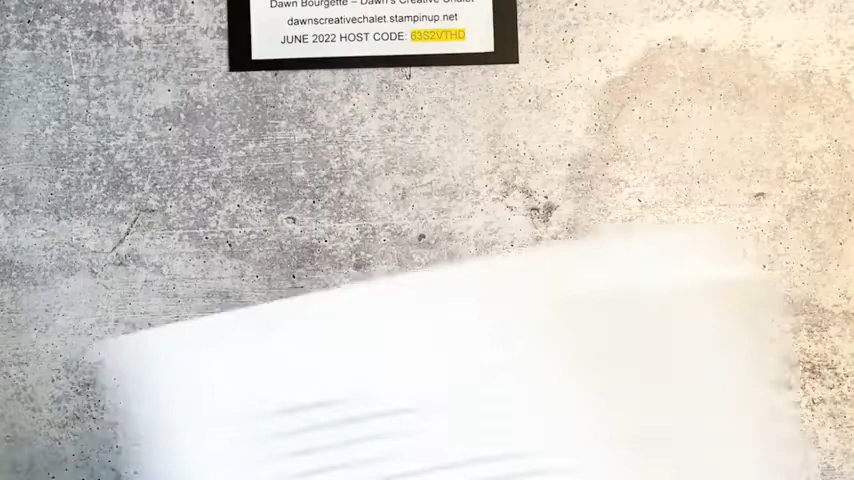 Dawn Bourgette – Dawn's Creative Chalet
dawnscreativechalet.stampinup.net
JUNE 2022 HOST CODE: 63S2VTHD